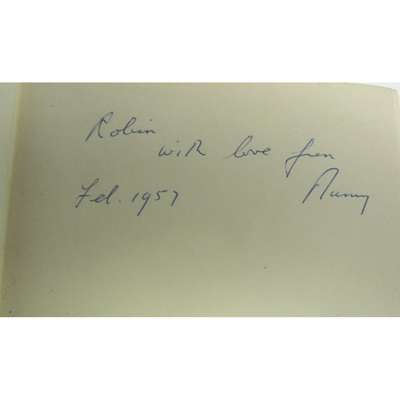 Robin
with love from
Feb. 1957